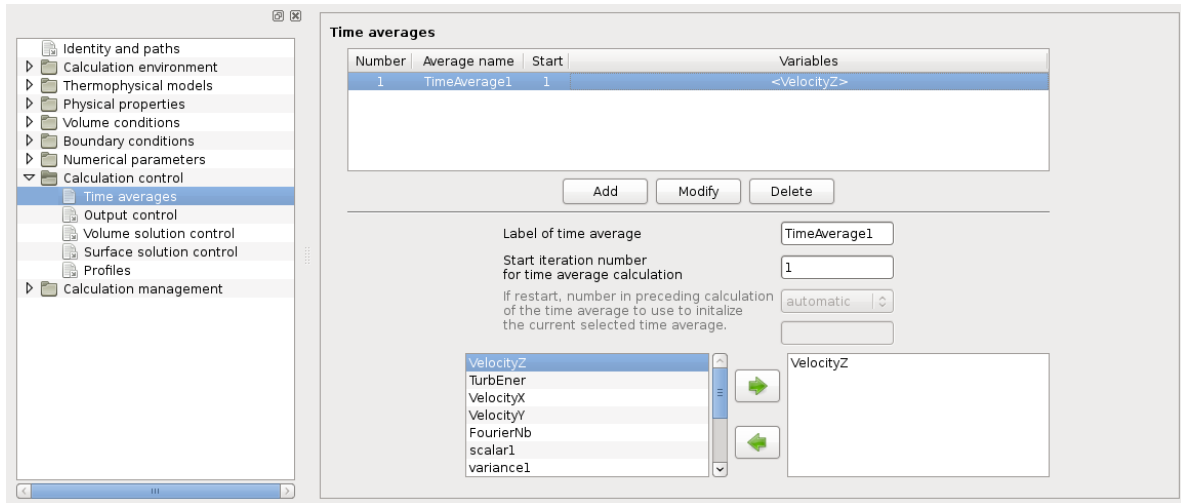 Identity and paths
Calculation environment
Thermophysical models
Physical properties
Volume conditions
Boundary conditions
Numerical parameters
Calculation control
Time averages
Output control
Volume solution control
Surface solution control
Profiles
Calculation management
Time averages
Number Average name Start Variables
1 TimeAverage1 1 <VelocityZ>
Add Modify Delete
Label of time average TimeAverage1
Start iteration number
for time average calculation 1
If restart, number in preceding calculation
of the time average to use to initalize
the current selected time average.
automatic
VelocityZ
TurbEner
VelocityX
VelocityY
FourierNb
scalar1
variance1
VelocityZ